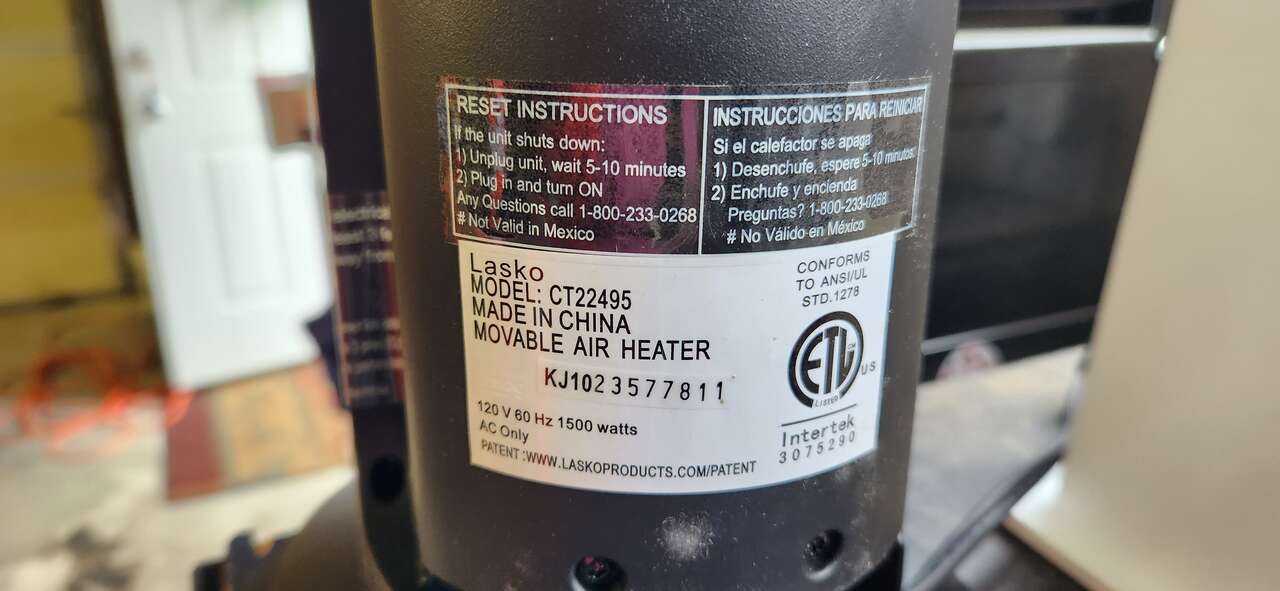 RESET INSTRUCTIONS
If the unit shuts down:
1) Unplug unit, wait 5-10 minutes
2) Plug in and turn ON
Any Questions call 1-800-233-0268
# Not Valid in Mexico
INSTRUCCIONES PARA REINICIAR
Si el calefactor se apaga
1) Desenchufe, espere 5-10 minutos.
2) Enchufe y encienda
Preguntas? 1-800-233-0268
# No Válido en México
Lasko
MODEL: CT22495
MADE IN CHINA
MOVABLE AIR HEATER
KJ1023577811
120 V 60 Hz 1500 watts
AC Only
PATENT :WWW.LASKOPRODUCTS.COM/PATENT
CONFORMS
TO ANSI/UL
STD.1278
ETL
CM
LISTED
US
Intertek
3075290
electrical